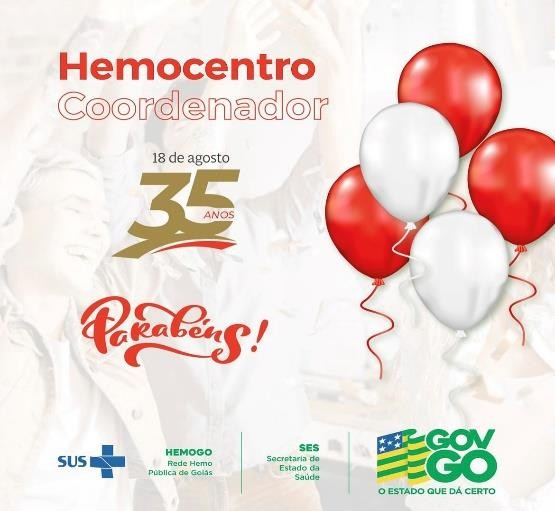 Hemocentro
Coordenador
18 de agosto
35
ANOS
Parabéns!
SUS
HEMOGO
Rede Hemo
Pública de Goiás
SES
Secretaria de
Estado da
Saúde
GOV
GO
O ESTADO QUE DÁ CERTO